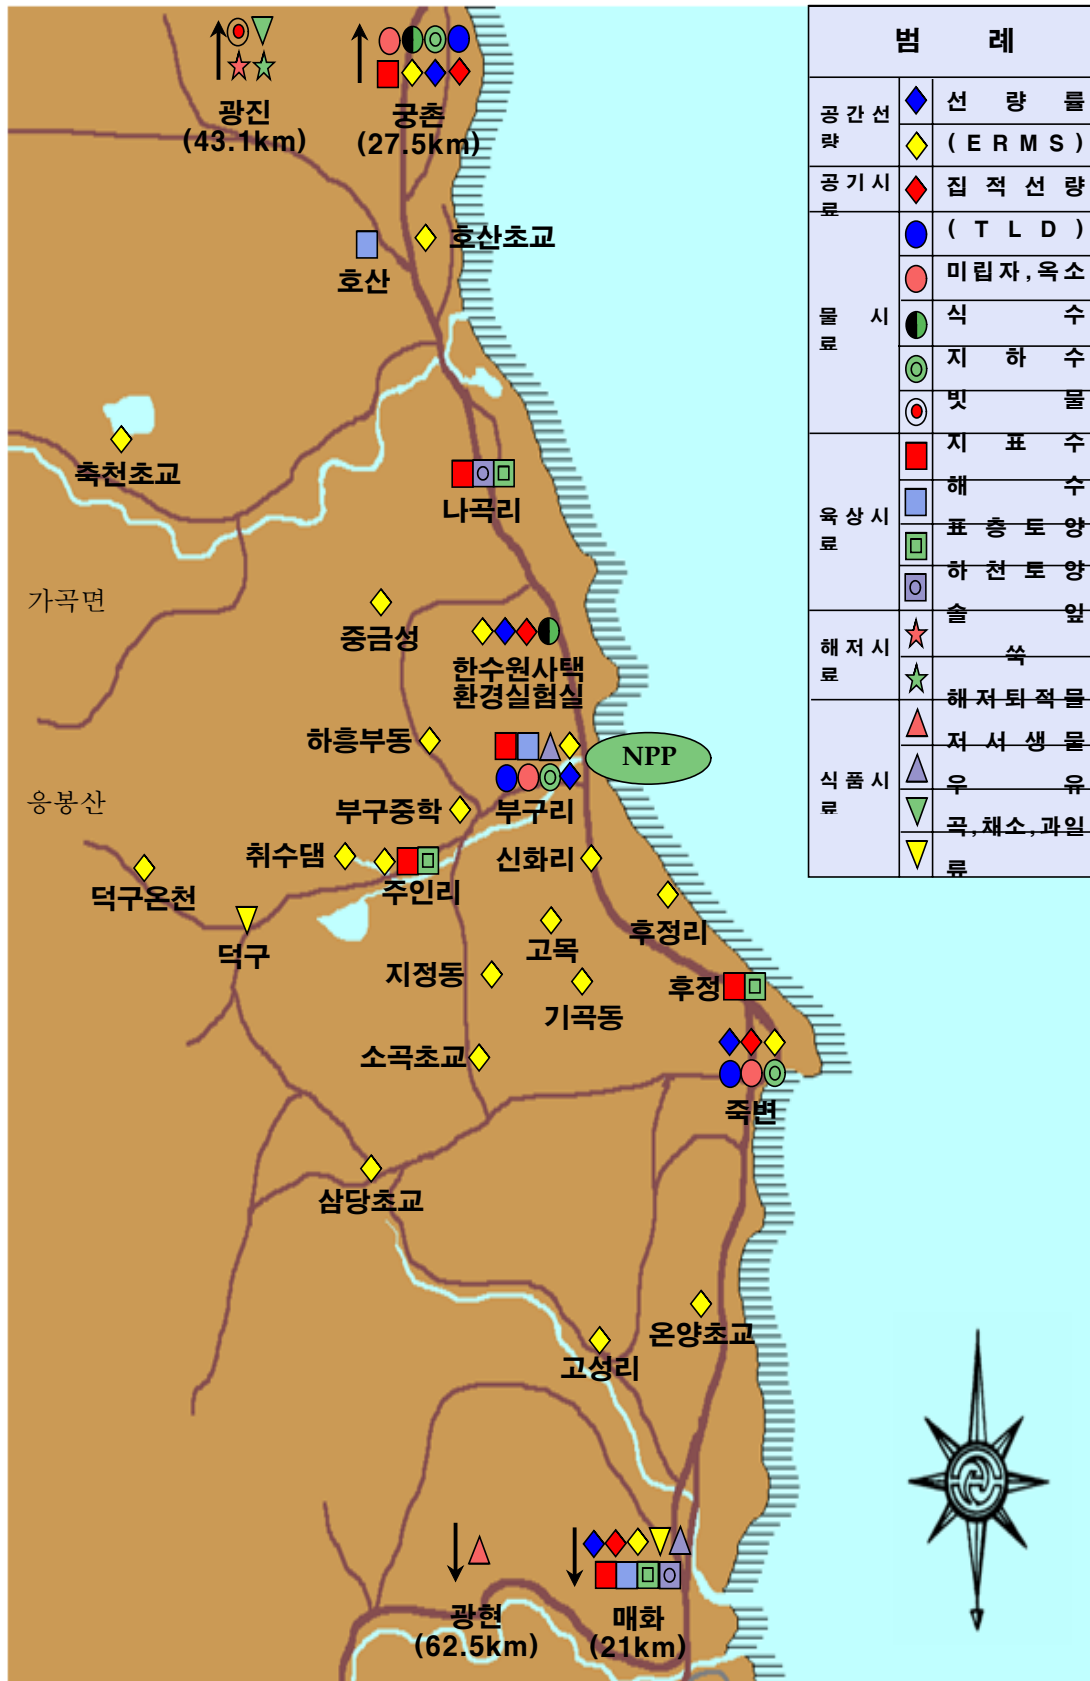 광진
(43.1km)
궁촌
(27.5km)
호산초교
호산
축천초교
나곡리
가곡면
중금성
한수원사택
환경실험실
하흥부동
NPP
응봉산
부구중학
부구리
취수댐
주인리
신화리
덕구온천
덕구
후정리
고목
지정동
후정
기곡동
소곡초교
죽변
삼당초교
온양초교
고성리
광현
(62.5km)
매화
(21km)
범 례
공간선
량
공기시
료
물 시
료
육상시
료
해저시
료
식품시
료
선 량 률
(ERMS)
집적선량
(TLD)
미립자,옥소
식 수
지 하 수
빗 물
지 표 수
해 수
표층토양
하천토양
솔 잎
쑥
해저퇴적물
저서생물
우 유
곡,채소,과일
류